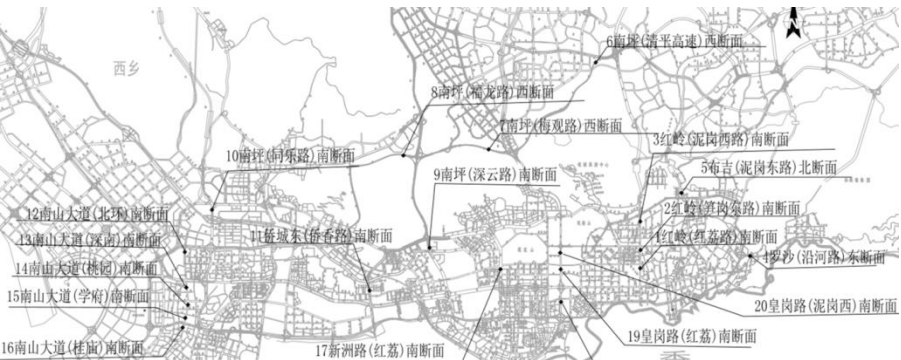 西乡
6南坪(清平高速)西断面
8南坪(福龙路)西断面
7南坪(梅观路)西断面
3红岭(泥岗西路)南断面
10南坪(同乐路)南断面
5布吉(泥岗东路)北断面
9南坪(深云路)南断面
2红岭(笋岗东路)南断面
12南山大道(北环)南断面
11侨城东(侨香路)南断面
1红岭(红荔路)南断面
13南山大道(深南)南断面
4罗沙(沿河路)东断面
14南山大道(桃园)南断面
15南山大道(学府)南断面
20皇岗路(泥岗西)南断面
19皇岗路(红荔)南断面
16南山大道(桂庙)南断面
17新洲路(红荔)南断面